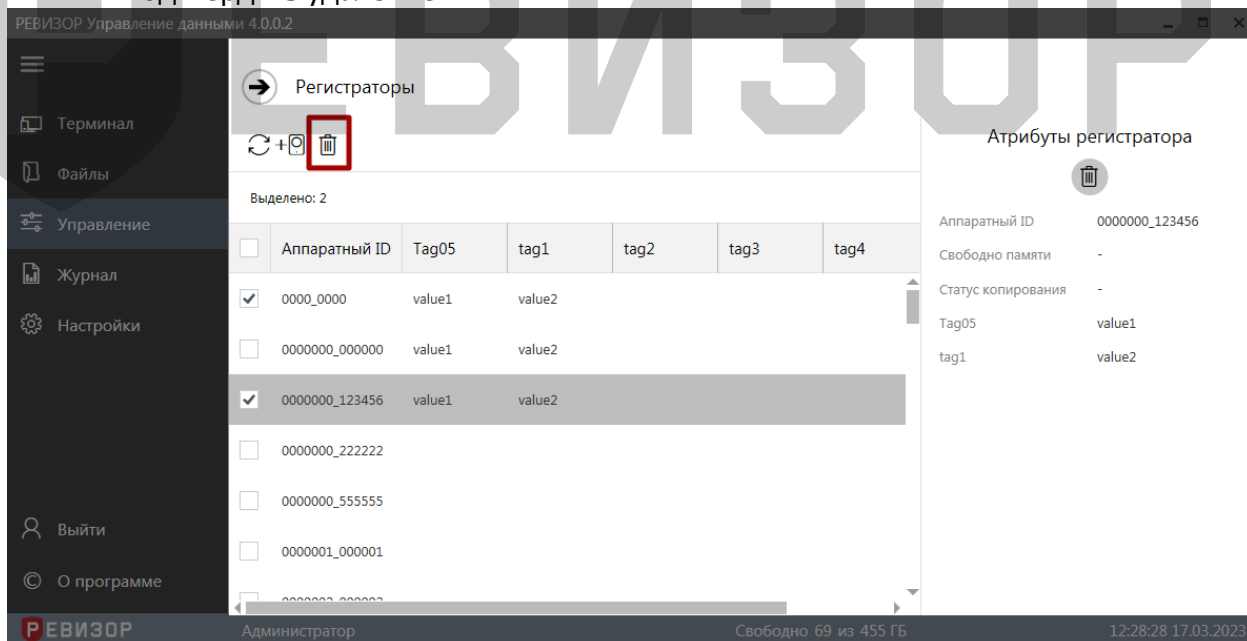 РЕВИЗОР Управление данными 4.0.0.2
Терминал
Файлы
Управление
Журнал
Настройки
Выйти
О программе
Регистраторы
Выделено: 2
Аппаратный ID Tag05 tag1 tag2 tag3 tag4
0000_0000 value1 value2
0000000_000000 value1 value2
0000000_123456 value1 value2
0000000_222222
0000000_555555
0000001_000001
Атрибуты регистратора
Аппаратный ID 0000000_123456
Свободно памяти -
Статус копирования -
Tag05 value1
tag1 value2
РЕВИЗОР
Администратор
Свободно 69 из 455 ГБ
12:28:28 17.03.2023
РЕВИЗОР